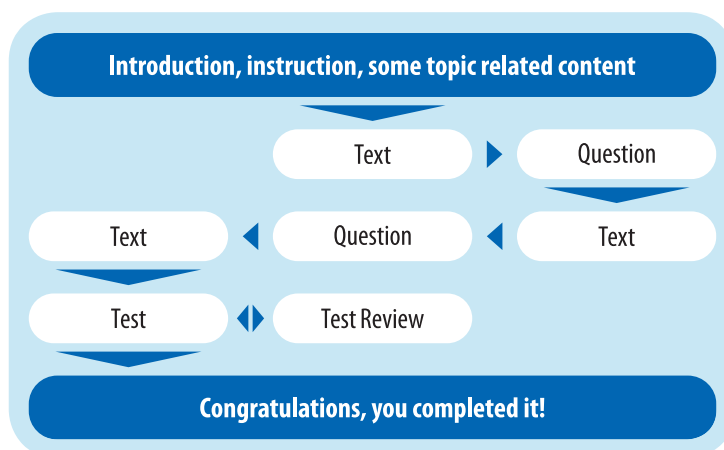 Introduction, instruction, some topic related content
Text
Question
Text
Question
Text
Test
Test Review
Congratulations, you completed it!